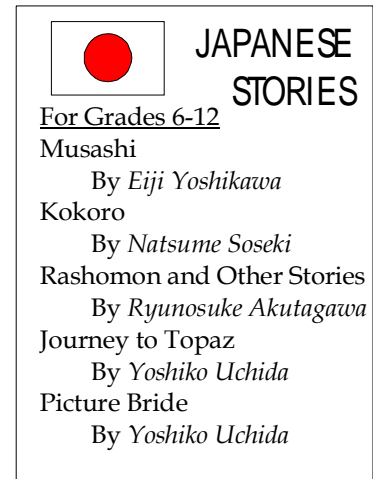 JAPANESE
STORIES
For Grades 6-12
Musashi
By Eiji Yoshikawa
Kokoro
By Natsume Soseki
Rashomon and Other Stories
By Ryunosuke Akutagawa
Journey to Topaz
By Yoshiko Uchida
Picture Bride
By Yoshiko Uchida